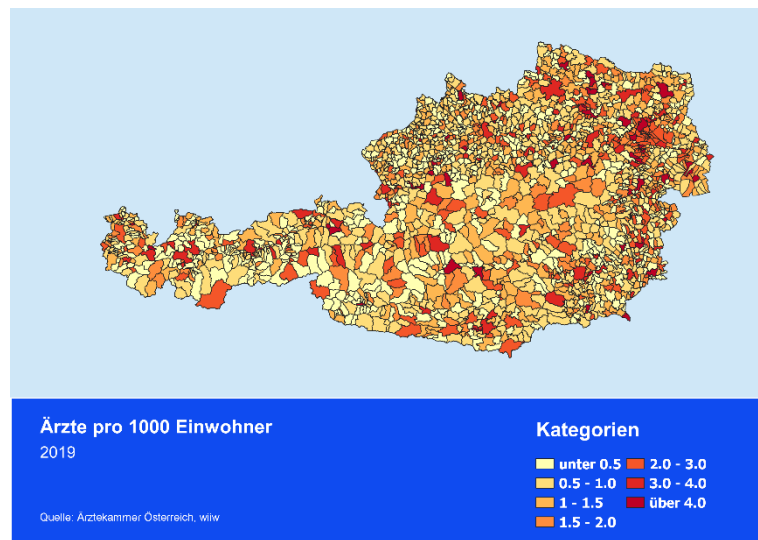 Ärzte pro 1000 Einwohner
2019
Quelle: Ärztekammer Österreich, wiiw
Kategorien
unter 0.5
0.5 - 1.0
1 - 1.5
1.5 - 2.0
2.0 - 3.0
3.0 - 4.0
über 4.0